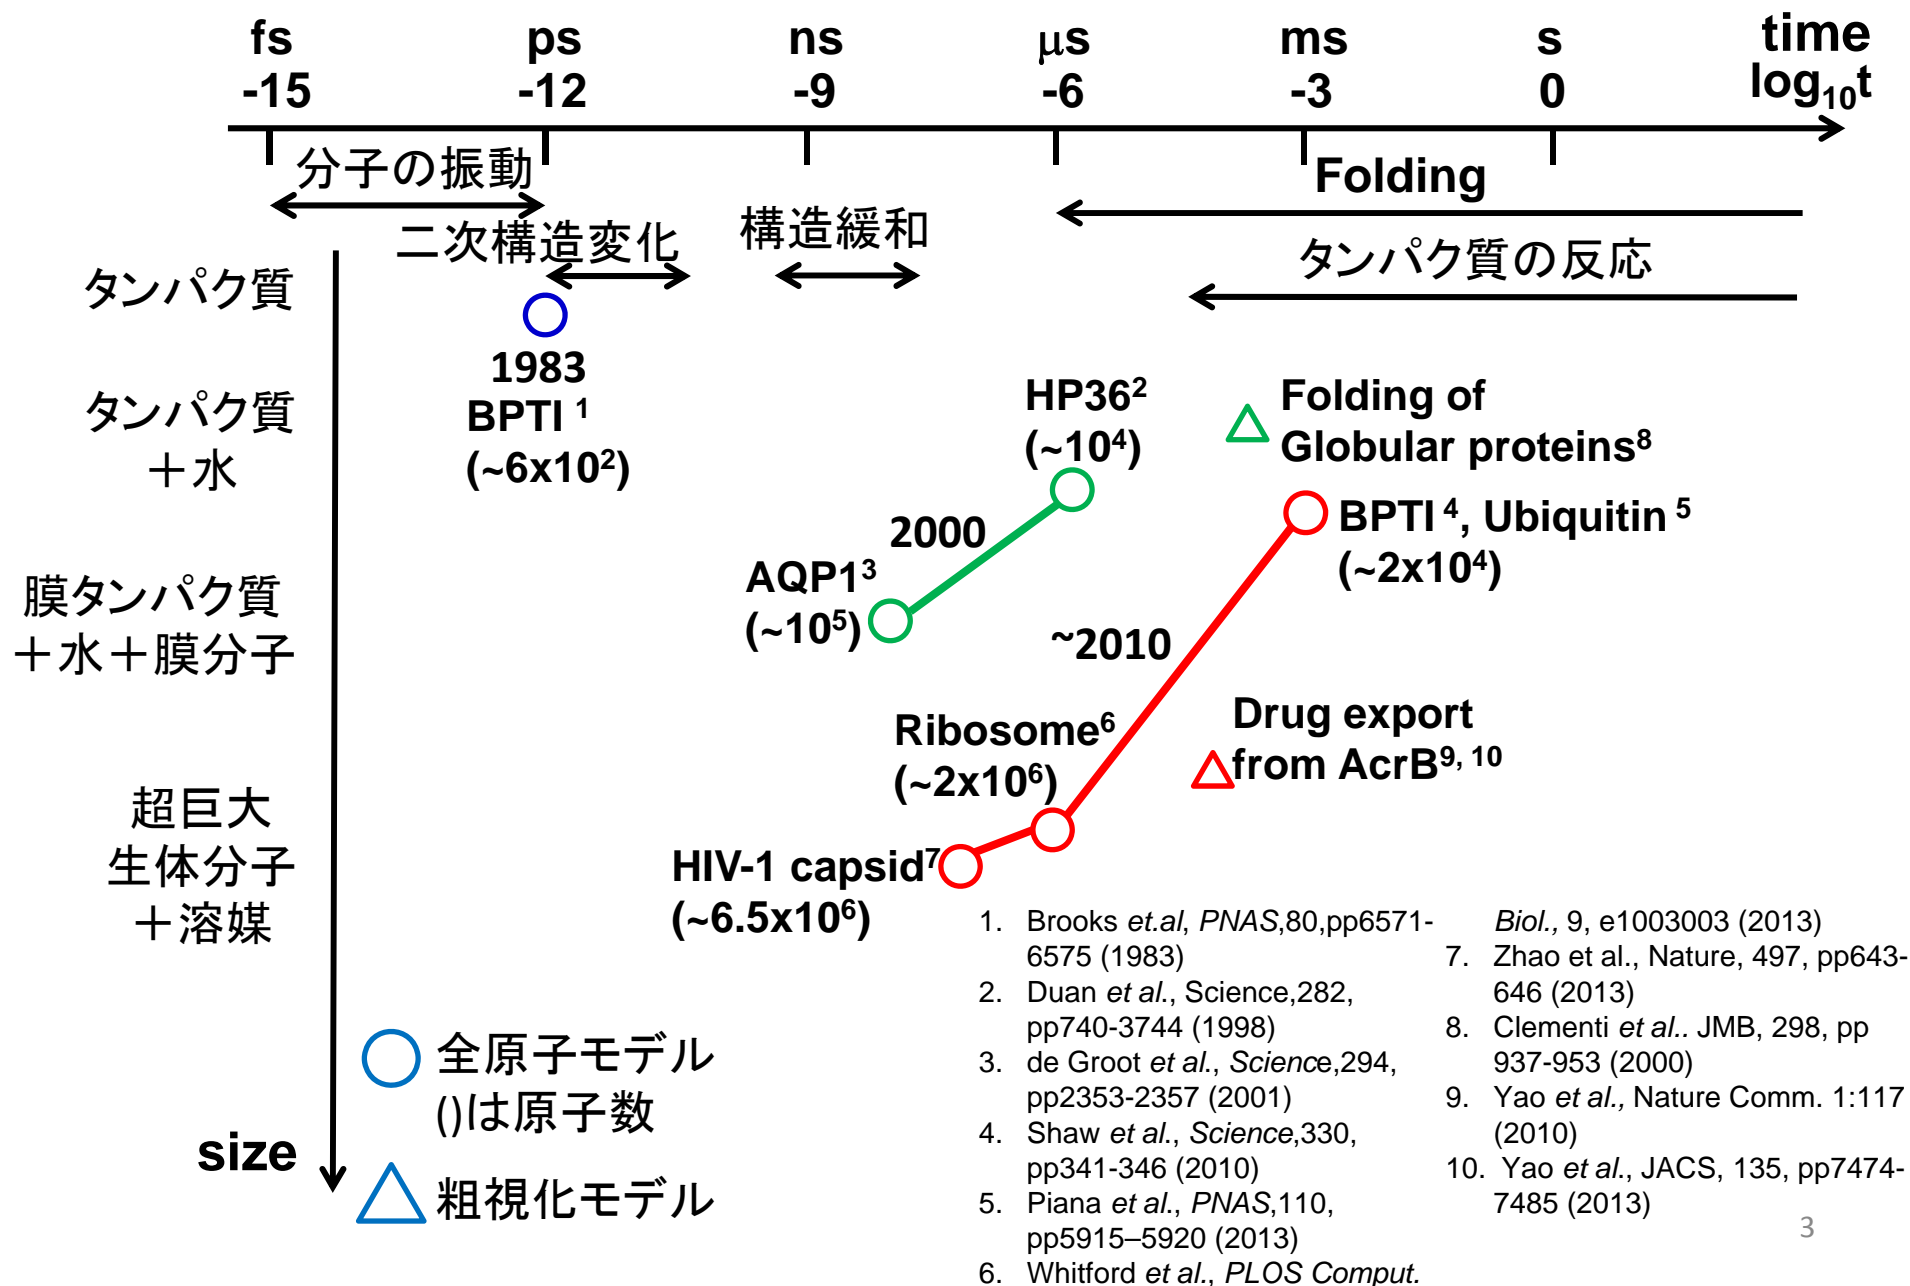 fs ps ns μs ms s time
-15 -12 -9 -6 -3 0 log₁₀t
分子の振動
Folding
二次構造変化
構造緩和
タンパク質の反応
タンパク質
1983
BPTI ¹
(~6x10²)
タンパク質
＋水
HP36²
(~10⁴)
Folding of
Globular proteins⁸
2000
BPTI ⁴, Ubiquitin ⁵
(~2x10⁴)
AQP1³
(~10⁵)
膜タンパク質
＋水＋膜分子
~2010
Ribosome⁶
(~2x10⁶)
Drug export
from AcrB⁹, ¹⁰
超巨大
生体分子
＋溶媒
HIV-1 capsid⁷
(~6.5x10⁶)
全原子モデル
()は原子数
size
粗視化モデル
1. Brooks et.al, PNAS,80,pp6571-
6575 (1983)
2. Duan et al., Science,282,
pp740-3744 (1998)
3. de Groot et al., Science,294,
pp2353-2357 (2001)
4. Shaw et al., Science,330,
pp341-346 (2010)
5. Piana et al., PNAS,110,
pp5915–5920 (2013)
6. Whitford et al., PLOS Comput.
Biol., 9, e1003003 (2013)
7. Zhao et al., Nature, 497, pp643-
646 (2013)
8. Clementi et al.. JMB, 298, pp
937-953 (2000)
9. Yao et al., Nature Comm. 1:117
(2010)
10. Yao et al., JACS, 135, pp7474-
7485 (2013)
3